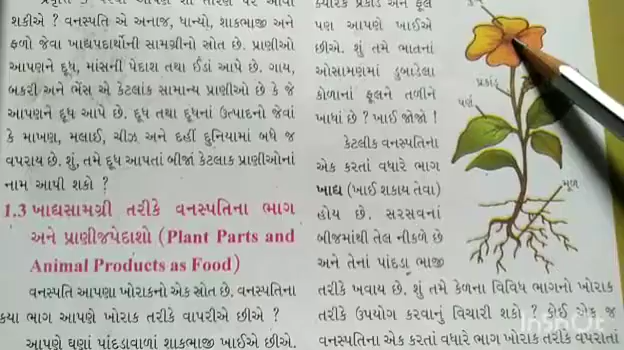 શકીએ ? વનસ્પતિ એ અનાજ, ધાન્યો, શાકભાજી અને
ફળો જેવા ખાદ્યપદાર્થોની સામગ્રીનો સ્રોત છે. પ્રાણીઓ
આપણને દૂધ, માંસની પેદાશ તથા ઈંડાં આપે છે. ગાય,
બકરી અને ભેંસ એ કેટલાંક સામાન્ય પ્રાણીઓ છે કે જે
આપણને દૂધ આપે છે. દૂધ તથા દૂધનાં ઉત્પાદનો જેવાં
કે માખણ, મલાઈ, ચીઝ અને દહીં દુનિયામાં બધે જ
વપરાય છે. શું, તમે દૂધ આપતાં બીજાં કેટલાક પ્રાણીઓનાં
નામ આપી શકો ?
1.3 ખાદ્યસામગ્રી તરીકે વનસ્પતિના ભાગ
અને પ્રાણીજપેદાશો (Plant Parts and
Animal Products as Food)
વનસ્પતિ આપણા ખોરાકનો એક સ્રોત છે. વનસ્પતિના
કયા ભાગ આપણે ખોરાક તરીકે વાપરીએ છીએ ?
આપણે ઘણાં પાંદડાવાળાં શાકભાજી ખાઈએ છીએ.
ક્યારેક પ્રકાંડ અને ફૂલ
પણ આપણે ખાઈએ
છીએ. શું તમે ભાતનાં
ઓસામણમાં ડુબાડેલા
કોળાનાં ફૂલને તળીને
ખાધાં છે ? ખાઈ જોજો !
કેટલીક વનસ્પતિના
એક કરતાં વધારે ભાગ
ખાદ્ય (ખાઈ શકાય તેવા)
હોય છે. સરસવનાં
બીજમાંથી તેલ નીકળે છે
અને તેનાં પાંદડાં ભાજી
તરીકે ખવાય છે. શું તમે કેળના વિવિધ ભાગનો ખોરાક
તરીકે ઉપયોગ કરવાનું વિચારી શકો ? કોઈ એક જ
વનસ્પતિના એક કરતાં વધારે ભાગ ખોરાક તરીકે વપરાતાં
પ્રકાંડ
પર્ણ
મૂળ
InShot